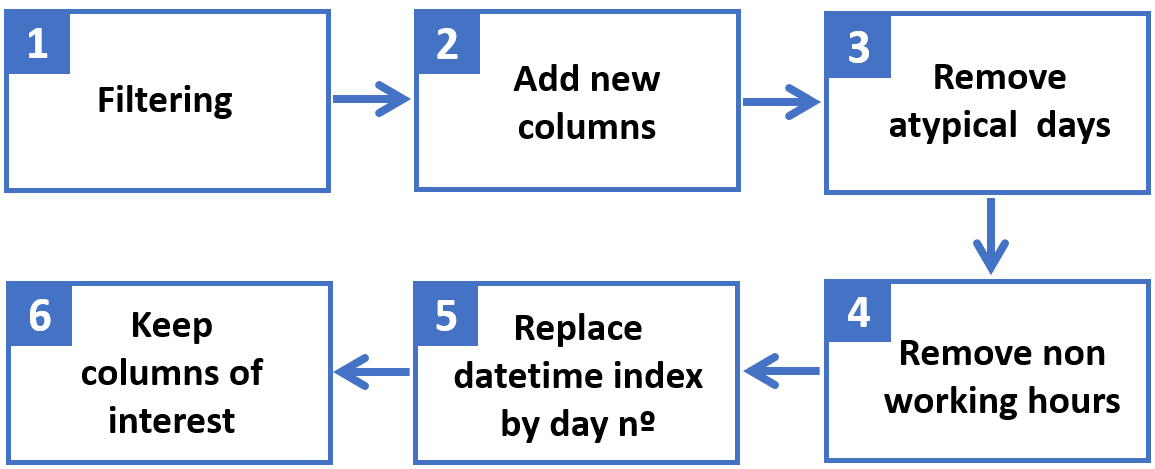 1
Filtering
2
Add new
columns
3
Remove
atypical  days
4
Remove non
working hours
5
Replace
datetime index
by day nº
6
Keep
columns of
interest